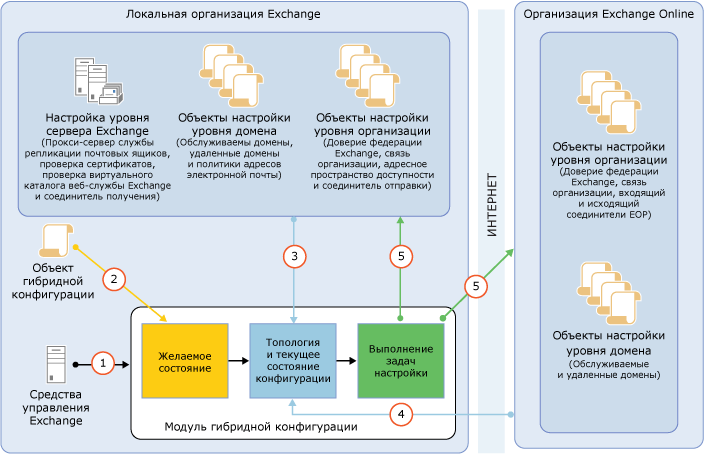 Локальная организация Exchange
Организация Exchange Online
Настройка уровня
сервера Exchange
(Прокси-сервер службы
репликации почтовых ящиков,
проверка сертификатов,
проверка виртуального
каталога веб-службы Exchange
и соединитель получения)
Объекты настройки
уровня домена
(Обслуживаемы домены,
удаленные домены
и политики адресов
электронной почты)
Объекты настройки
уровня организации
(Доверие федерации
Exchange, связь
организации, адресное
пространство доступности
и соединитель отправки)
ИНТЕРНЕТ
Объекты настройки
уровня организации
(Доверие федерации
Exchange, связь
организации, входящий
и исходящий
соединители EOP)
Объект
гибридной
конфигурации
2
3
5
5
Объекты настройки
уровня домена
(Обслуживаемые
и удаленные домены)
Средства
управления
Exchange
1
Желаемое
состояние
Топология
и текущее
состояние
конфигурации
Выполнение
задач
настройки
4
Модуль гибридной конфигурации